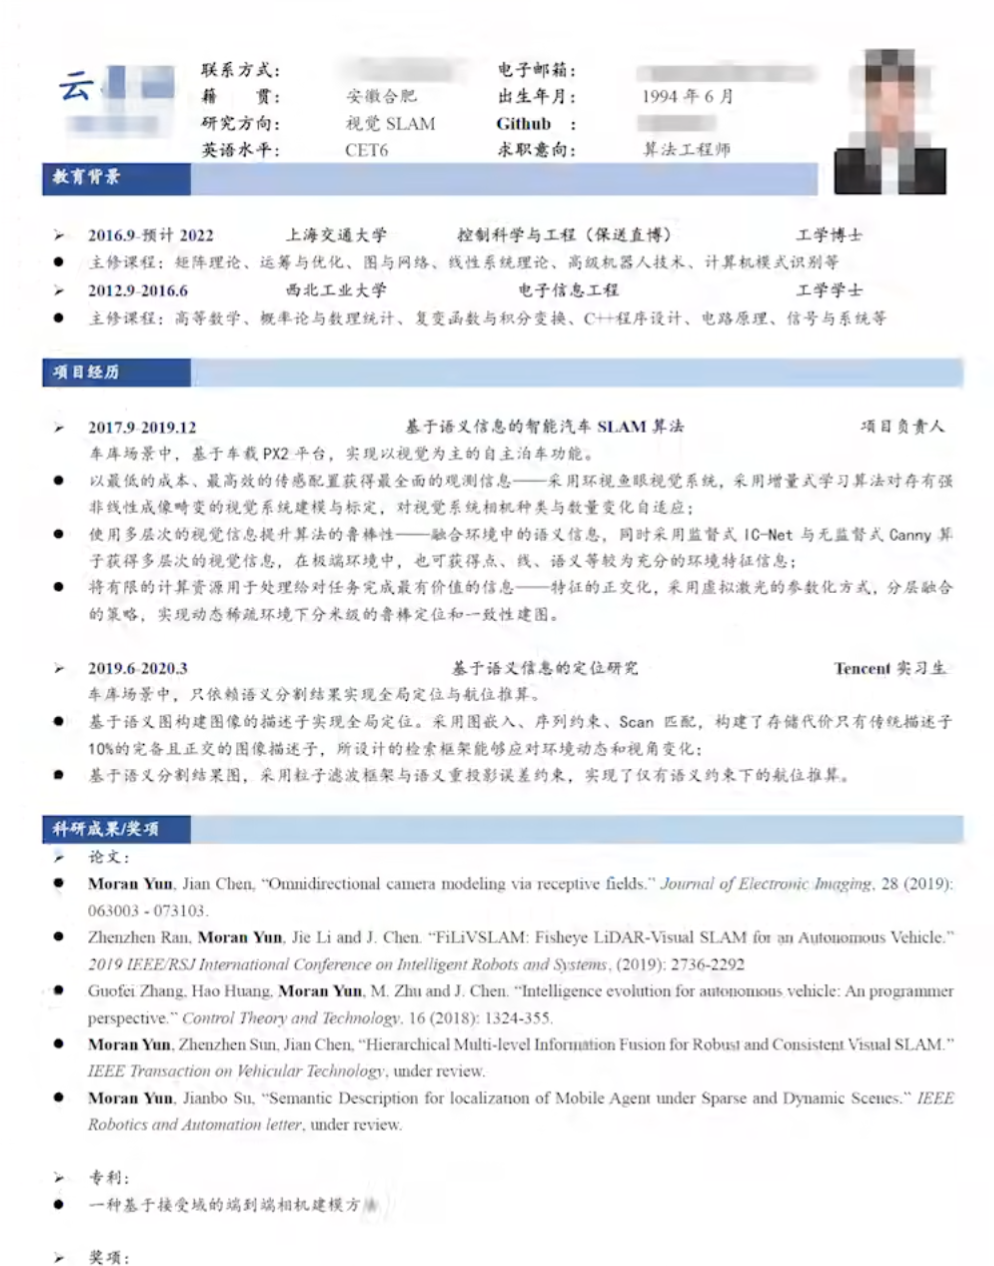 云
联系方式： 电子邮箱：
籍 贯： 安徽合肥 出生年月： 1994 年 6 月
研究方向： 视觉 SLAM Github ：
英语水平： CET6 求职意向： 算法工程师
教育背景
➢ 2016.9-预计 2022 上海交通大学 控制科学与工程（保送直博） 工学博士
● 主修课程：矩阵理论、运筹与优化、图与网络、线性系统理论、高级机器人技术、计算机模式识别等
➢ 2012.9-2016.6 西北工业大学 电子信息工程 工学学士
● 主修课程：高等数学、概率论与数理统计、复变函数与积分变换、C++程序设计、电路原理、信号与系统等
项目经历
➢ 2017.9-2019.12 基于语义信息的智能汽车 SLAM 算法 项目负责人
车库场景中，基于车载 PX2 平台，实现以视觉为主的自主泊车功能。
● 以最低的成本、最高效的传感配置获得最全面的观测信息——采用环视鱼眼视觉系统，采用增量式学习算法对存有强
非线性成像畸变的视觉系统建模与标定，对视觉系统相机种类与数量变化自适应；
● 使用多层次的视觉信息提升算法的鲁棒性——融合环境中的语义信息，同时采用监督式 IC-Net 与无监督式 Canny 算
子获得多层次的视觉信息，在极端环境中，也可获得点、线、语义等较为充分的环境特征信息；
● 将有限的计算资源用于处理给对任务完成最有价值的信息——特征的正交化，采用虚拟激光的参数化方式，分层融合
的策略，实现动态稀疏环境下分米级的鲁棒定位和一致性建图。
➢ 2019.6-2020.3 基于语义信息的定位研究 Tencent 实习生
车库场景中，只依赖语义分割结果实现全局定位与航位推算。
● 基于语义图构建图像的描述子实现全局定位。采用图嵌入、序列约束、Scan 匹配，构建了存储代价只有传统描述子
10%的完备且正交的图像描述子，所设计的检索框架能够应对环境动态和视角变化；
● 基于语义分割结果图，采用粒子滤波框架与语义重投影误差约束，实现了仅有语义约束下的航位推算。
科研成果/奖项
➢ 论文：
● Moran Yun, Jian Chen, “Omnidirectional camera modeling via receptive fields.” Journal of Electronic Imaging, 28 (2019):
063003 - 073103.
● Zhenzhen Ran, Moran Yun, Jie Li and J. Chen. “FiLiVSLAM: Fisheye LiDAR-Visual SLAM for an Autonomous Vehicle.”
2019 IEEE/RSJ International Conference on Intelligent Robots and Systems, (2019): 2736-2292
● Guofei Zhang, Hao Huang, Moran Yun, M. Zhu and J. Chen. “Intelligence evolution for autonomous vehicle: An programmer
perspective.” Control Theory and Technology. 16 (2018): 1324-355.
● Moran Yun, Zhenzhen Sun, Jian Chen, “Hierarchical Multi-level Information Fusion for Robust and Consistent Visual SLAM.”
IEEE Transaction on Vehicular Technology, under review.
● Moran Yun, Jianbo Su, “Semantic Description for localization of Mobile Agent under Sparse and Dynamic Scenes.” IEEE
Robotics and Automation letter, under review.
➢ 专利：
● 一种基于接受域的端到端相机建模方
➢ 奖项：